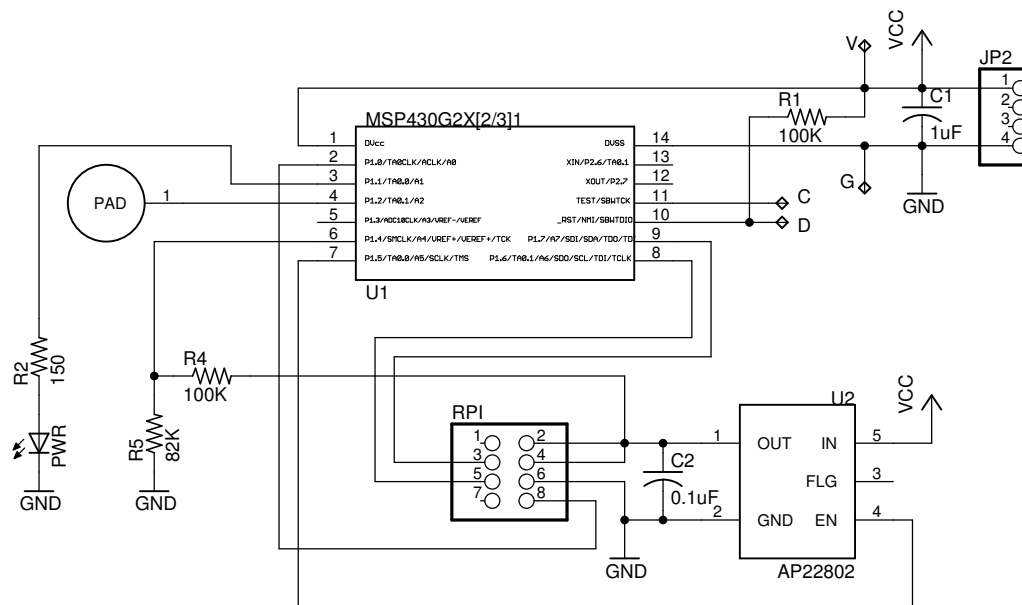 V
VCC
JP2
1
2
3
4
C1
1uF
R1
100K
G
GND
MSP430G2X[2/3]1
1
DVcc
DVSS
14
2
P1.0/TA0CLK/ACLK/A0
XIN/P2.6/TA0.1
13
3
P1.1/TA0.0/A1
XOUT/P2.7
12
4
P1.2/TA0.1/A2
TEST/SBWTCK
11
C
5
P1.3/ADC10CLK/A3/VREF-/VEREF
_RST/NMI/SBWTDIO
10
D
6
P1.4/SMCLK/A4/VREF+/VEREF+/TCK
P1.7/A7/SDI/SDA/TDO/TDI
9
7
P1.5/TA0.0/A5/SCLK/TMS
P1.6/TA0.1/A6/SDO/SCL/TDI/TCLK
8
U1
PAD
1
R2
150
PWR
GND
R4
100K
R5
82K
GND
RPI
1
2
3
4
5
6
7
8
C2
0.1uF
GND
U2
VCC
1
OUT
IN
5
FLG
3
2
GND
EN
4
AP22802